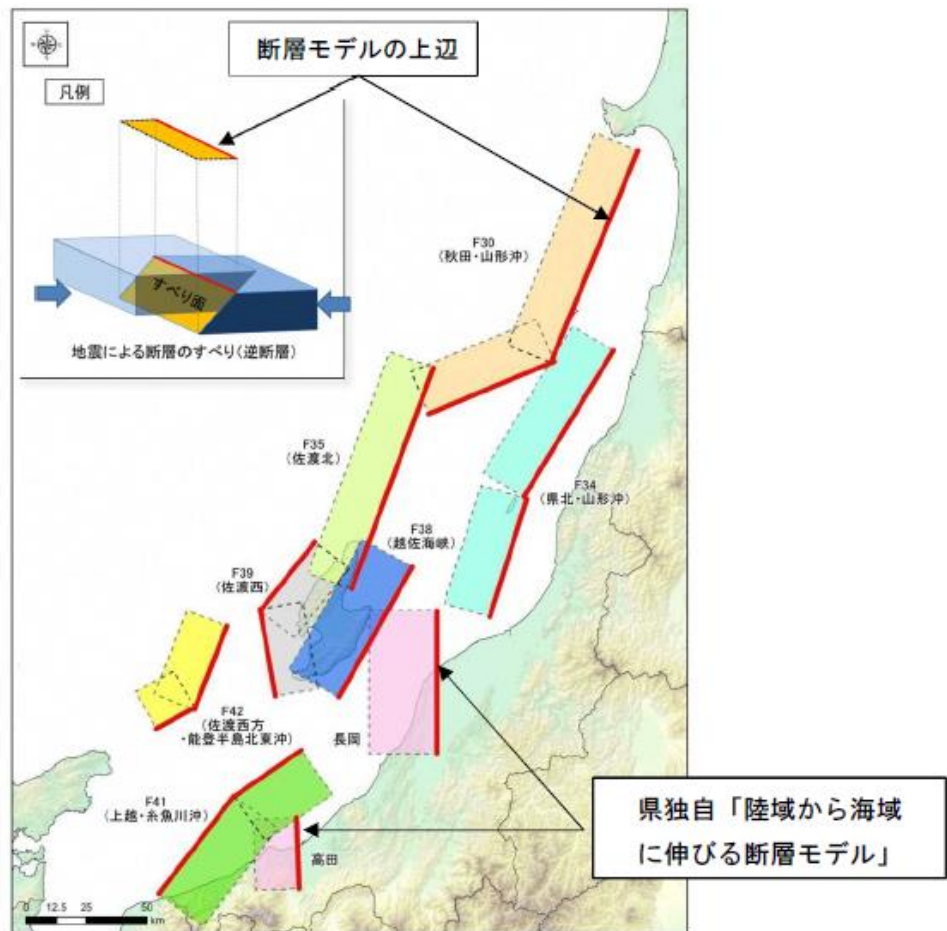 断層モデルの上辺
凡例
すべり面
地震による断層のすべり(逆断層)
F30
(秋田・山形沖)
F35
(佐渡北)
F34
(県北・山形沖)
F38
(越佐海峡)
F39
(佐渡西)
F42
(佐渡西方
・能登半島北東沖)
長岡
F41
(上越・糸魚川沖)
高田
県独自「陸域から海域
に伸びる断層モデル」
0 12.5 25 50
km